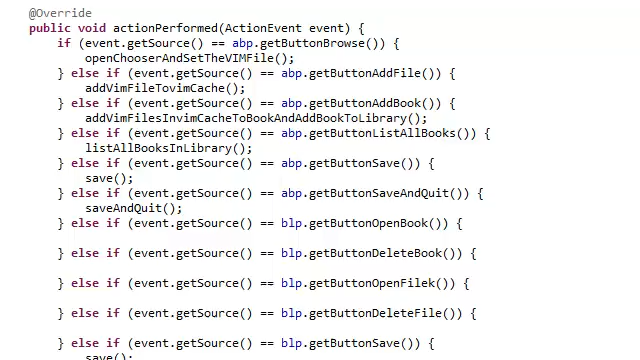 @Override
public void actionPerformed(ActionEvent event) {
if (event.getSource() == abp.getButtonBrowse()) {
openChooserAndSetTheVIMFile();
} else if (event.getSource() == abp.getButtonAddFile()) {
addVimFileTovimCache();
} else if (event.getSource() == abp.getButtonAddBook()) {
addVimFilesInvimCacheToBookAndAddBookToLibrary();
} else if (event.getSource() == abp.getButtonListAllBooks()) {
listAllBooksInLibrary();
} else if (event.getSource() == abp.getButtonSave()) {
save();
} else if (event.getSource() == abp.getButtonSaveAndQuit()) {
saveAndQuit();
} else if (event.getSource() == blp.getButtonOpenBook()) {
} else if (event.getSource() == blp.getButtonDeleteBook()) {
} else if (event.getSource() == blp.getButtonOpenFilek()) {
} else if (event.getSource() == blp.getButtonDeleteFile()) {
} else if (event.getSource() == blp.getButtonSave()) {
save();